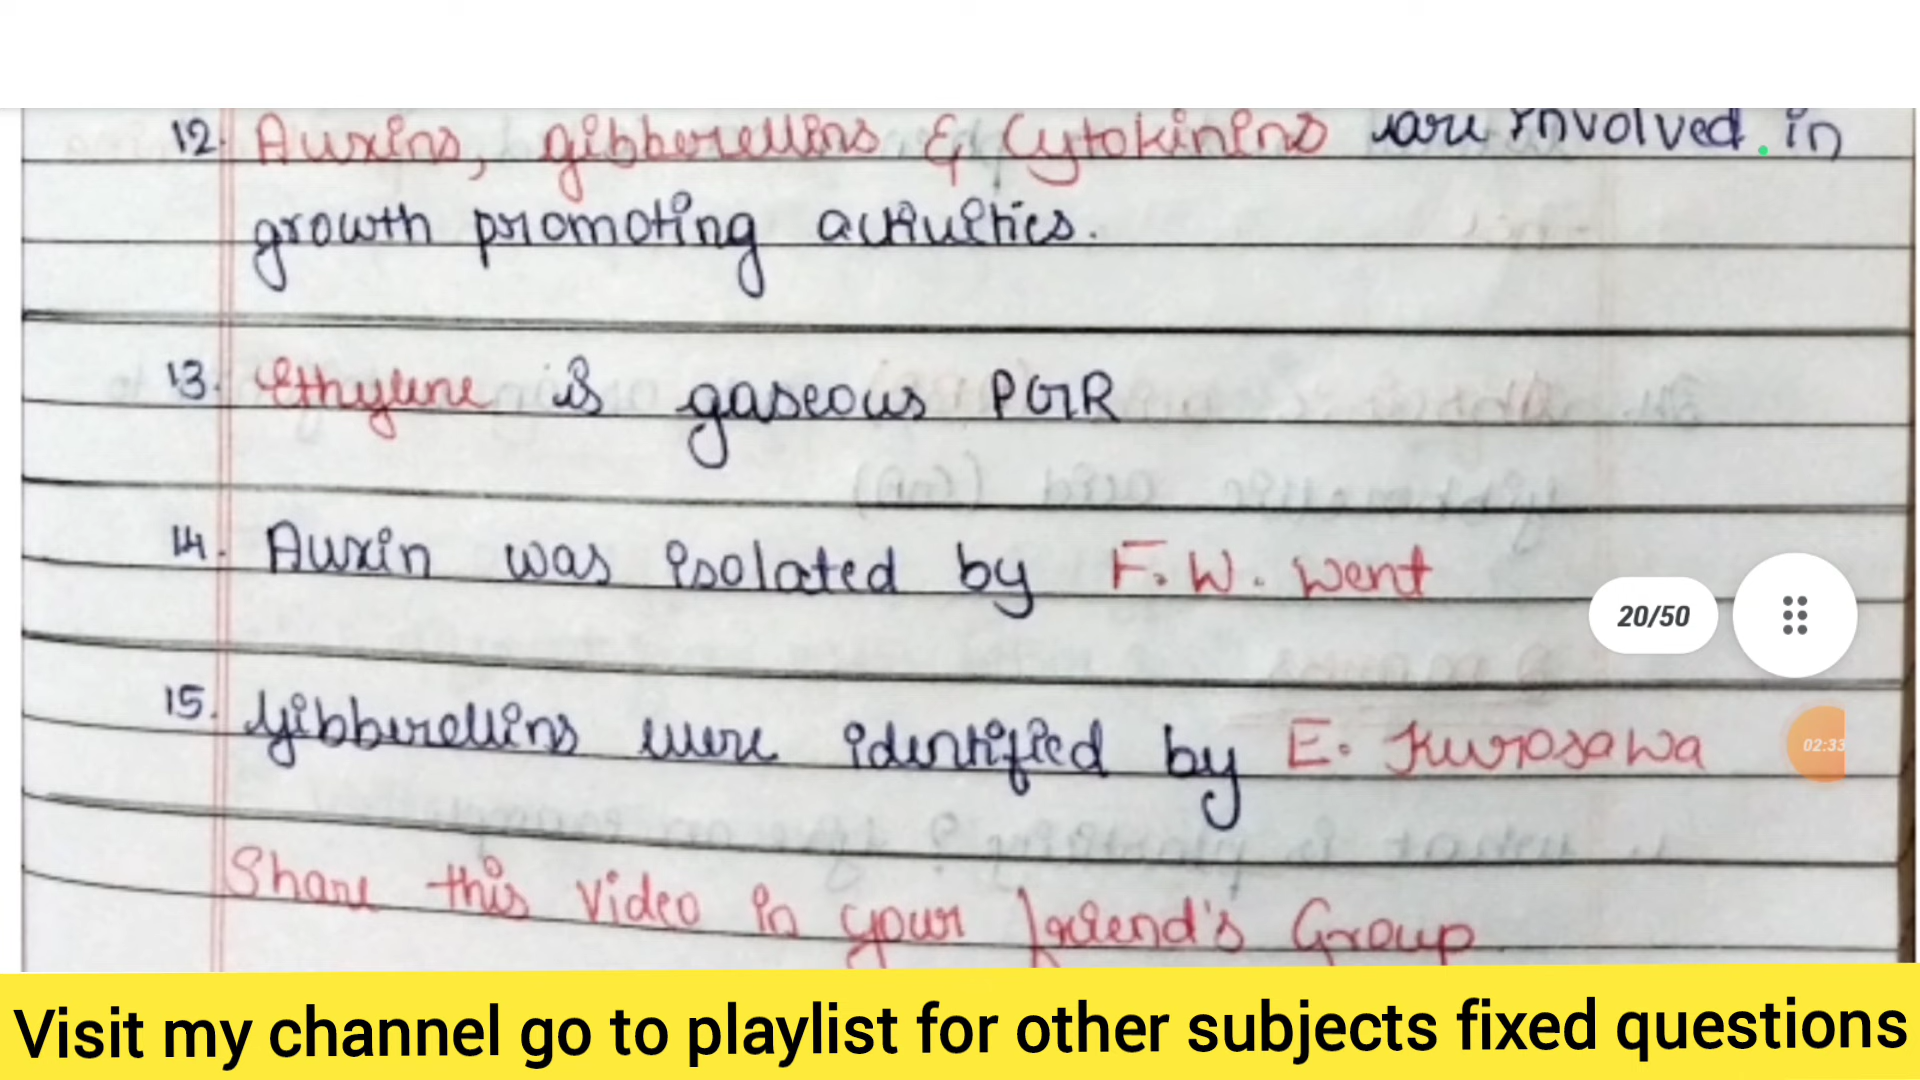 12. Auxins, gibberellins & Cytokinins are involved in
growth promoting activities.
13. Ethylene is gaseous PGR
14. Auxin was isolated by F. W. Went
20/50
15. Gibberellins were identified by E. Kurosawa
02:33
Share this video in your friend's Group
Visit my channel go to playlist for other subjects fixed questions